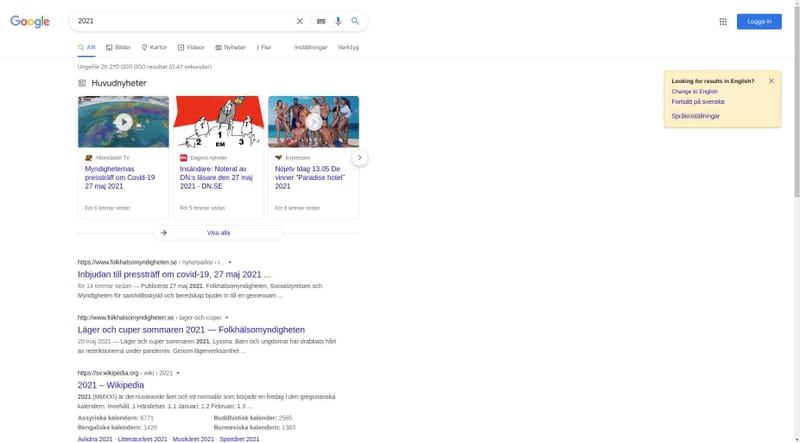 Google
2021
Logga in
Allt
Bilder
Kartor
Videor
Nyheter
Fler
Inställningar
Verktyg
Ungefär 25 270 000 000 resultat (0,47 sekunder)
Looking for results in English?
Change to English
Fortsätt på svenska
Språkinställningar
Huvudnyheter
Aftonbladet TV
Myndigheternas
pressträff om Covid-19
27 maj 2021
För 6 timmar sedan
Dagens nyheter
Insändare: Noterat av
DN:s läsare den 27 maj
2021 - DN.SE
För 5 timmar sedan
Expressen
Nöjetv Idag 13.05 De
vinner "Paradise hotel"
2021
För 8 timmar sedan
2 1 3
EM
Visa alla
https://www.folkhalsomyndigheten.se › nyhetsarkiv › i...
Inbjudan till pressträff om covid-19, 27 maj 2021 ...
för 14 timmar sedan — Publicerat 27 maj 2021. Folkhälsomyndigheten, Socialstyrelsen och
Myndigheten för samhällsskydd och beredskap bjuder in till en gemensam ...
http://www.folkhalsomyndigheten.se › lager-och-cuper
Läger och cuper sommaren 2021 — Folkhälsomyndigheten
20 maj 2021 — Läger och cuper sommaren 2021. Lyssna. Barn och ungdomar har drabbats hårt
av restriktionerna under pandemin. Genom lägerverksamhet ...
https://sv.wikipedia.org › wiki › 2021
2021 – Wikipedia
2021 (MMXXI) är det nuvarande året och ett normalår som började en fredag i den gregorianska
kalendern. Innehåll. 1 Händelser. 1.1 Januari; 1.2 Februari; 1.3 ...
Assyriska kalendern: 6771
Buddhistisk kalender: 2565
Bengaliska kalendern: 1428
Burmesiska kalender: 1383
Avlidna 2021 · Litteraturåret 2021 · Musikåret 2021 · Sportåret 2021